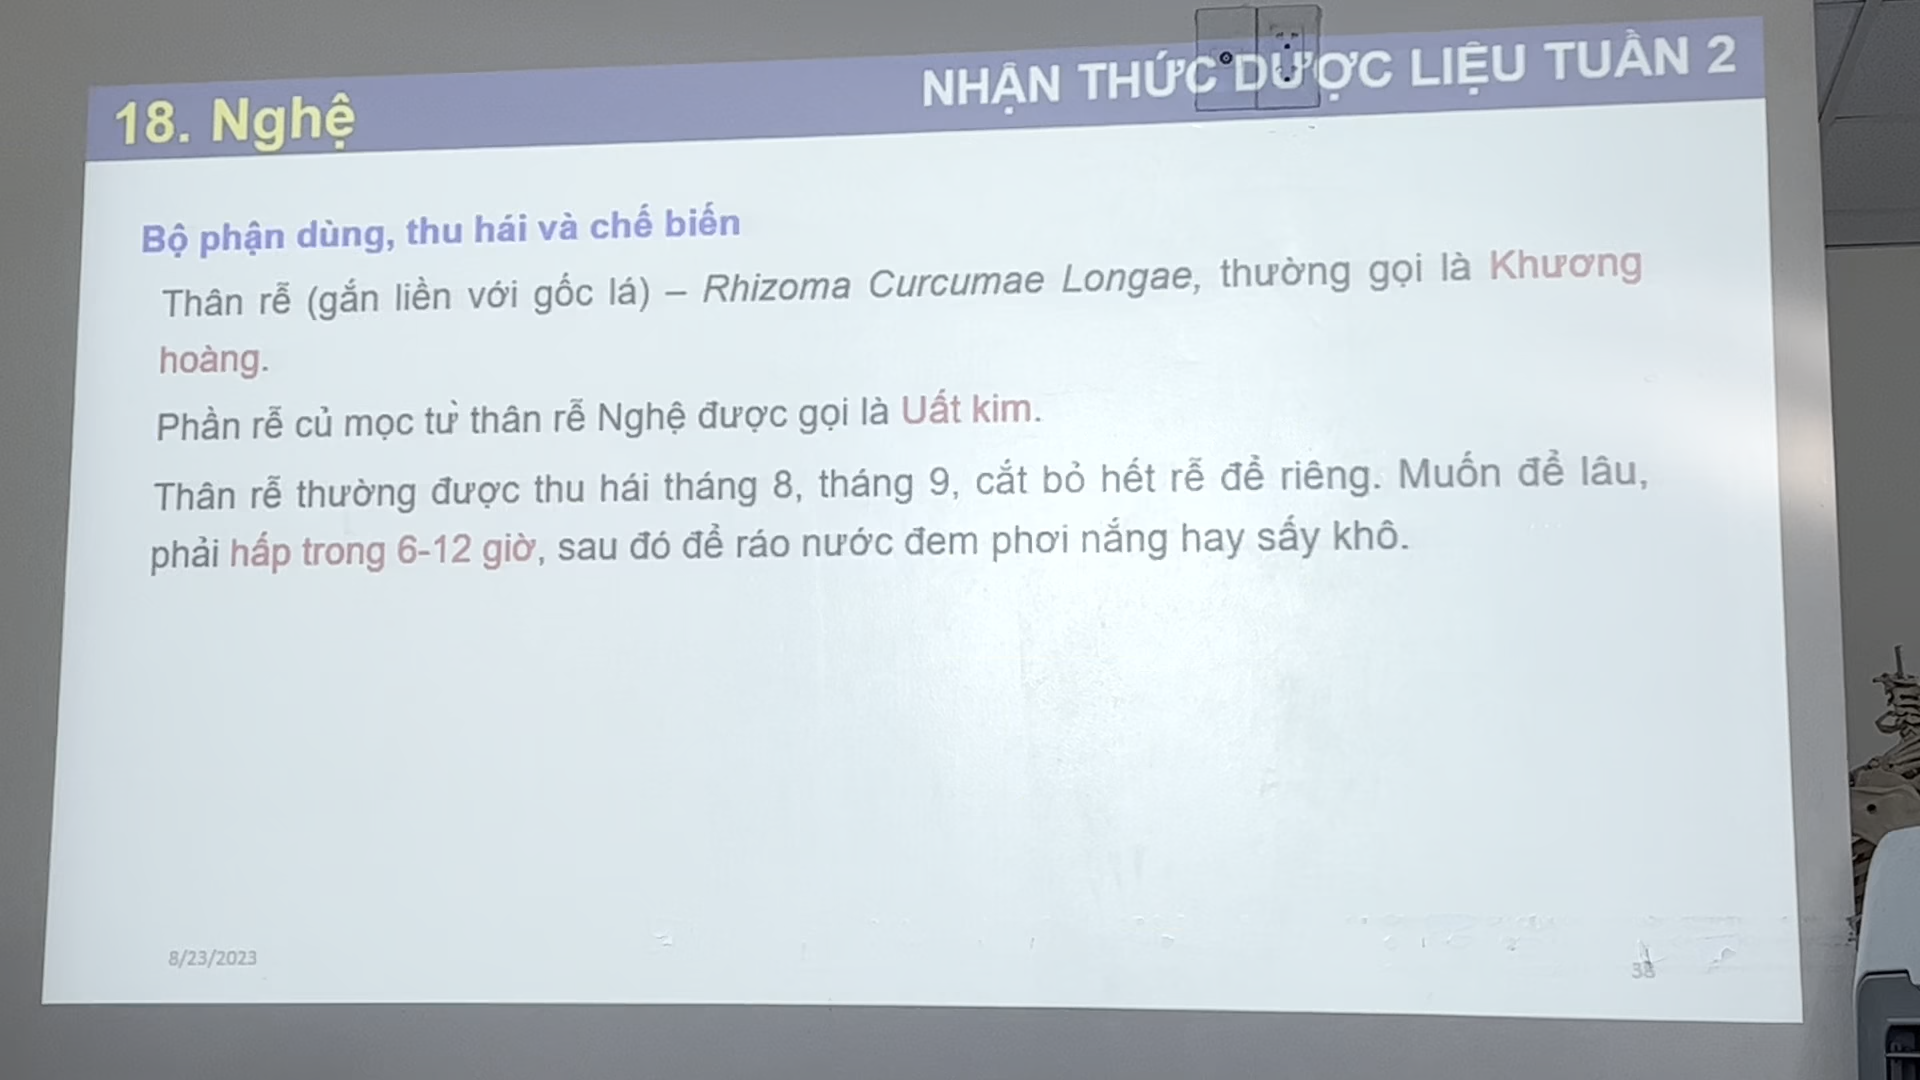 NHẬN THỨC DƯỢC LIỆU TUẦN 2
18. Nghệ
Bộ phận dùng, thu hái và chế biến
Thân rễ (gắn liền với gốc lá) – Rhizoma Curcumae Longae, thường gọi là Khương
hoàng.
Phần rễ củ mọc từ thân rễ Nghệ được gọi là Uất kim.
Thân rễ thường được thu hái tháng 8, tháng 9, cắt bỏ hết rễ để riêng. Muốn để lâu,
phải hấp trong 6-12 giờ, sau đó để ráo nước đem phơi nắng hay sấy khô.
8/23/2023